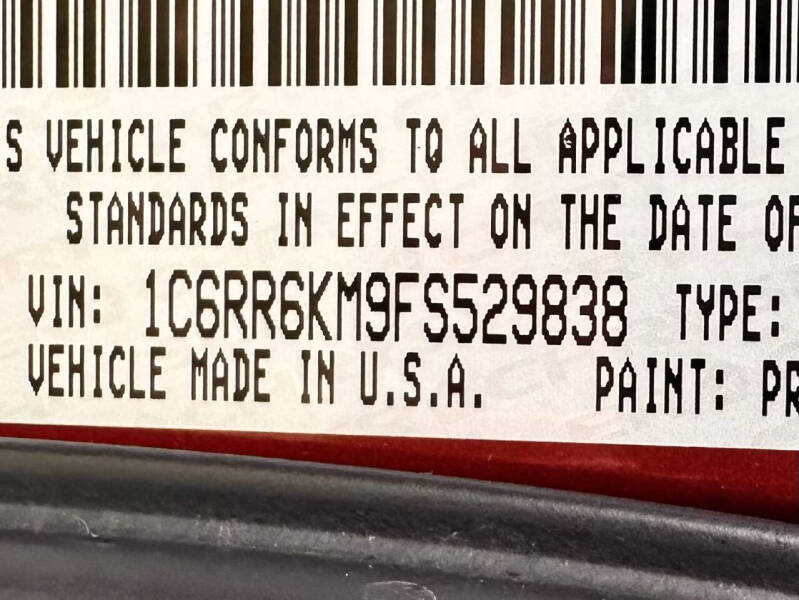 S VEHICLE CONFORMS TO ALL APPLICABLE
STANDARDS IN EFFECT ON THE DATE OF
VIN: 1C6RR6KM9FS529838 TYPE:
VEHICLE MADE IN U.S.A. PAINT: PR